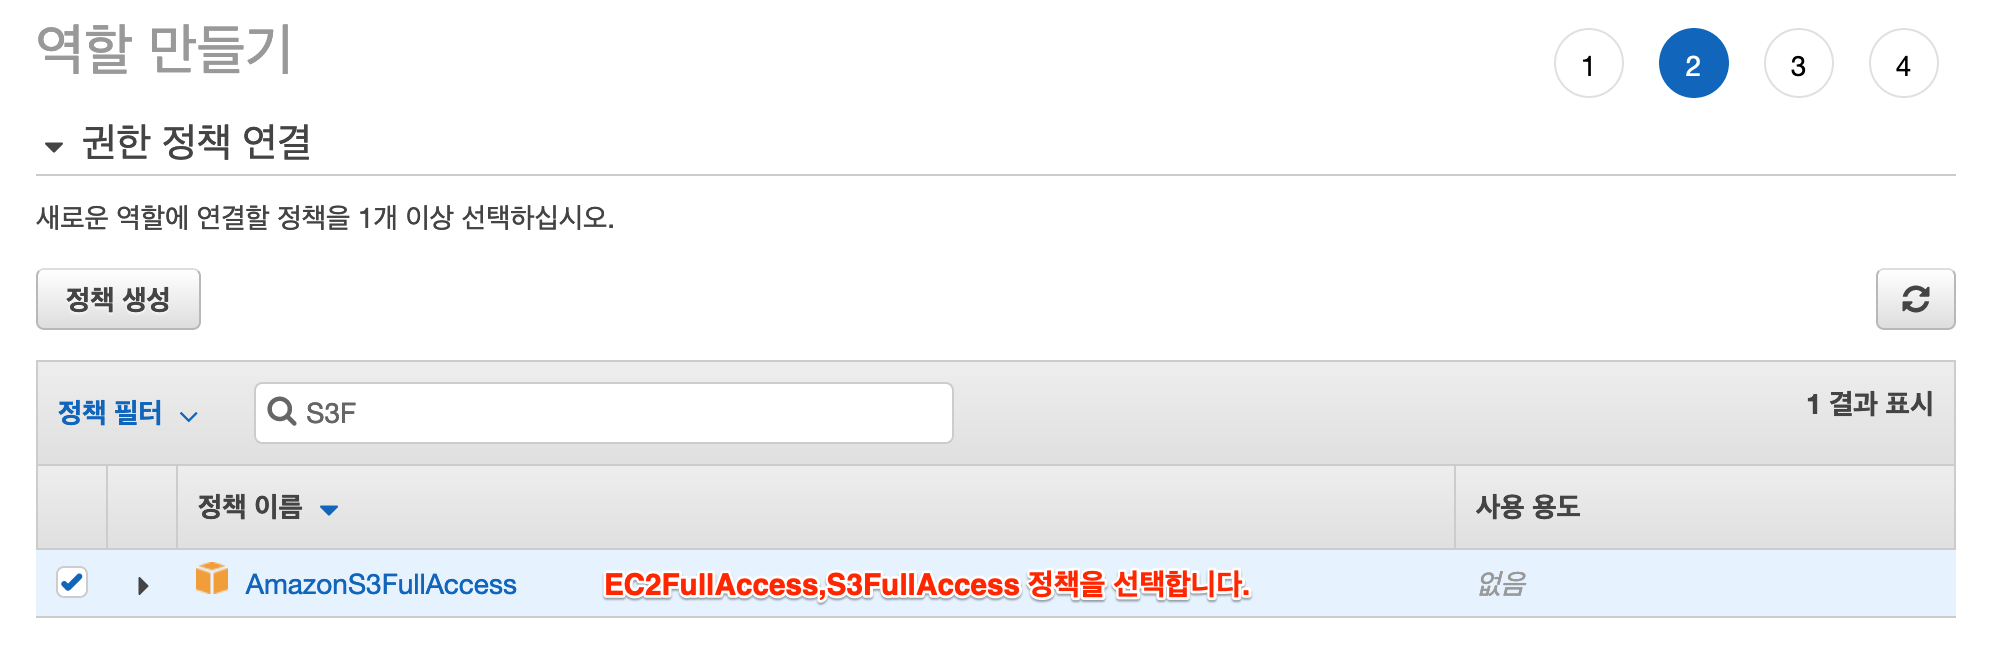 역할 만들기
1 2 3 4
권한 정책 연결
새로운 역할에 연결할 정책을 1개 이상 선택하십시오.
정책 생성
정책 필터 S3F 1 결과 표시
정책 이름 사용 용도
AmazonS3FullAccess EC2FullAccess,S3FullAccess 정책을 선택합니다. 없음